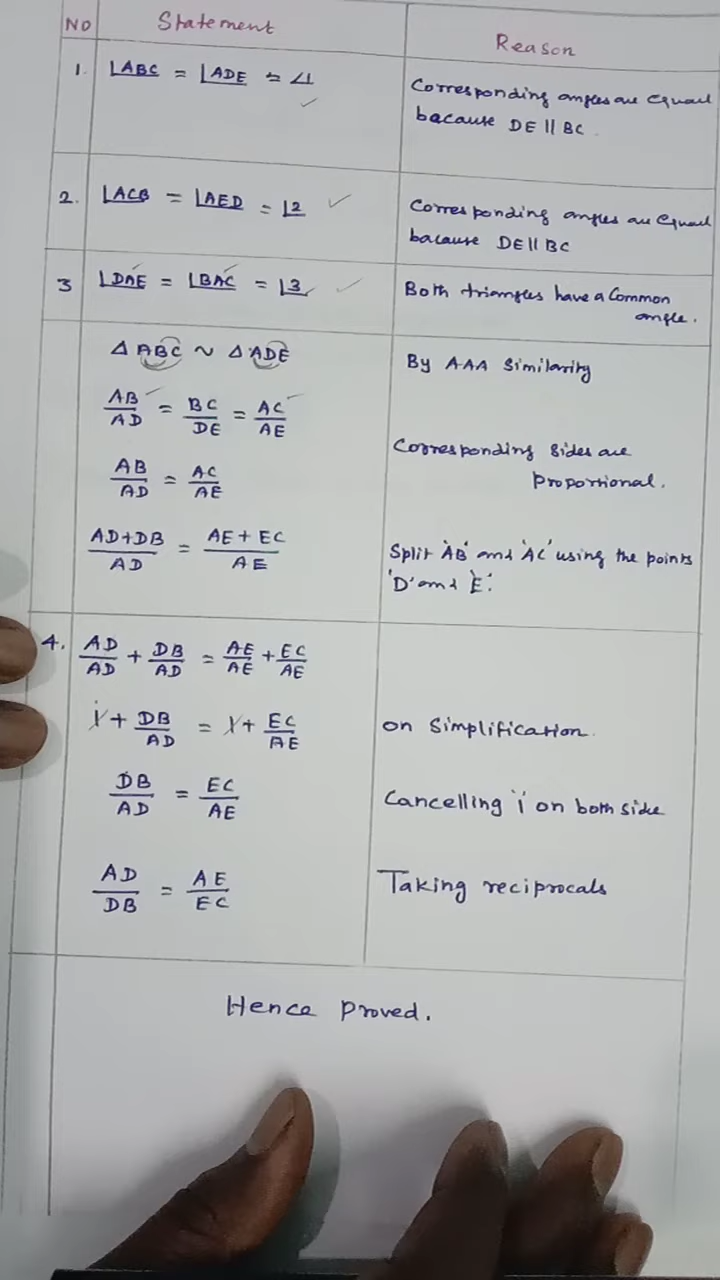 NO Statement Reason
1. ∠ABC = ∠ADE = ∠1 Corresponding angles are equal
bacause DE || BC.
2. ∠ACB = ∠AED = ∠2 Corresponding angles are equal
bacause DE || BC
3 ∠DAE = ∠BAC = ∠3 Both triangles have a Common
angle.
Δ ABC ~ Δ ADE By AAA Similarity
AB/AD = BC/DE = AC/AE
Corresponding sides are
proportional.
AB/AD = AC/AE
AD+DB/AD = AE+EC/AE Split 'AB' and 'AC' using the points
'D' and 'E'.
4. AD/AD + DB/AD = AE/AE + EC/AE
1 + DB/AD = 1 + EC/AE on Simplification.
DB/AD = EC/AE Cancelling '1' on both side
AD/DB = AE/EC Taking reciprocals
Hence Proved.